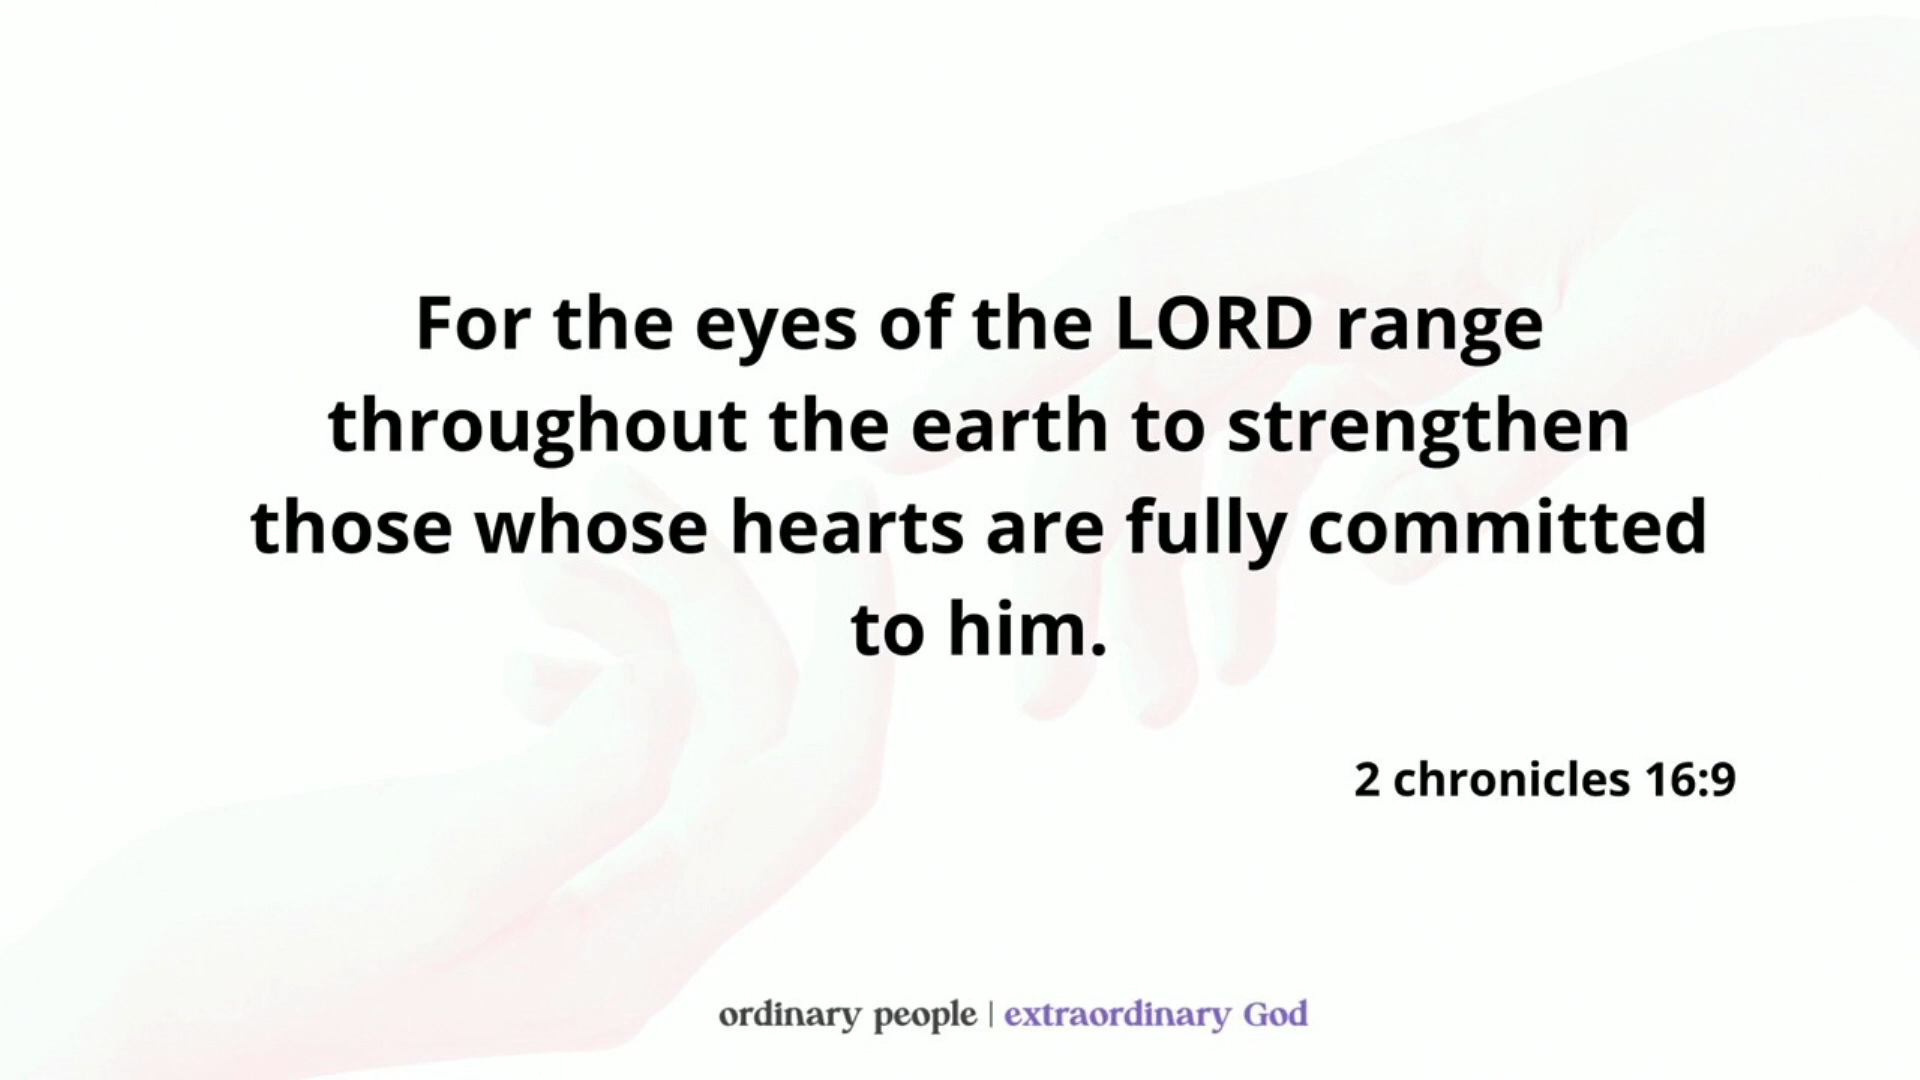 For the eyes of the LORD range
throughout the earth to strengthen
those whose hearts are fully committed
to him.
2 chronicles 16:9
ordinary people | extraordinary God